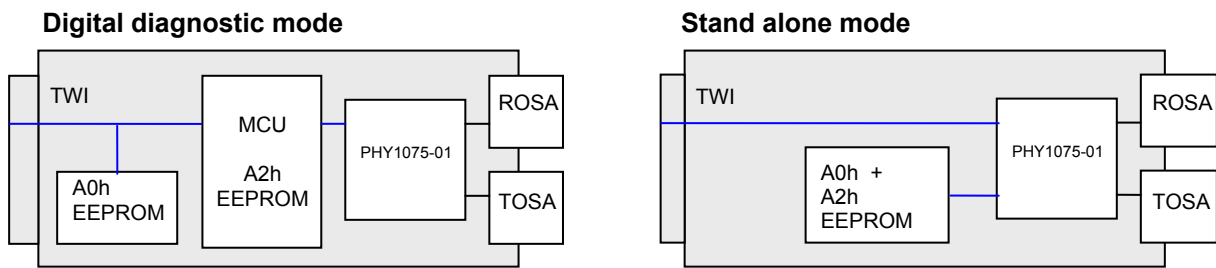 Digital diagnostic mode
TWI
MCU
A2h
EEPROM
A0h
EEPROM
PHY1075-01
ROSA
TOSA
Stand alone mode
TWI
A0h +
A2h
EEPROM
PHY1075-01
ROSA
TOSA